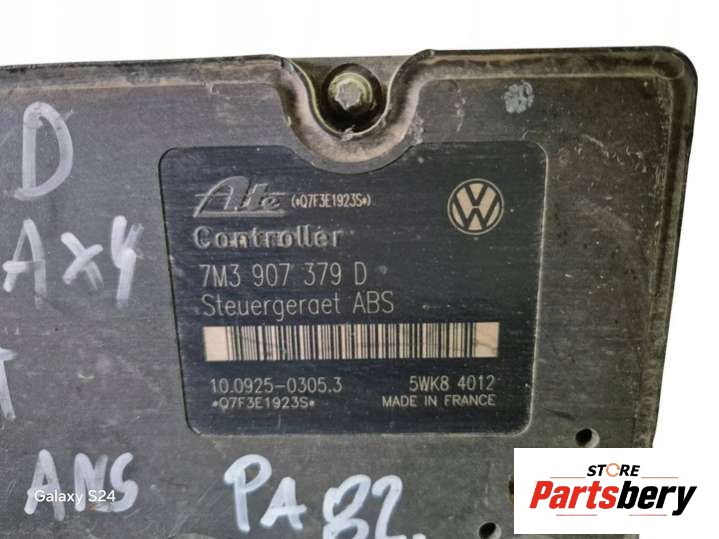 D
AX4
Ate (*Q7F3E1923S*)
Controller
7M3 907 379 D
Steuergeraet ABS
10.0925-0305.3 5WK8 4012
*Q7F3E1923S* MADE IN FRANCE
T
ANS
PA 82.
Galaxy S24
STORE
Partsbery